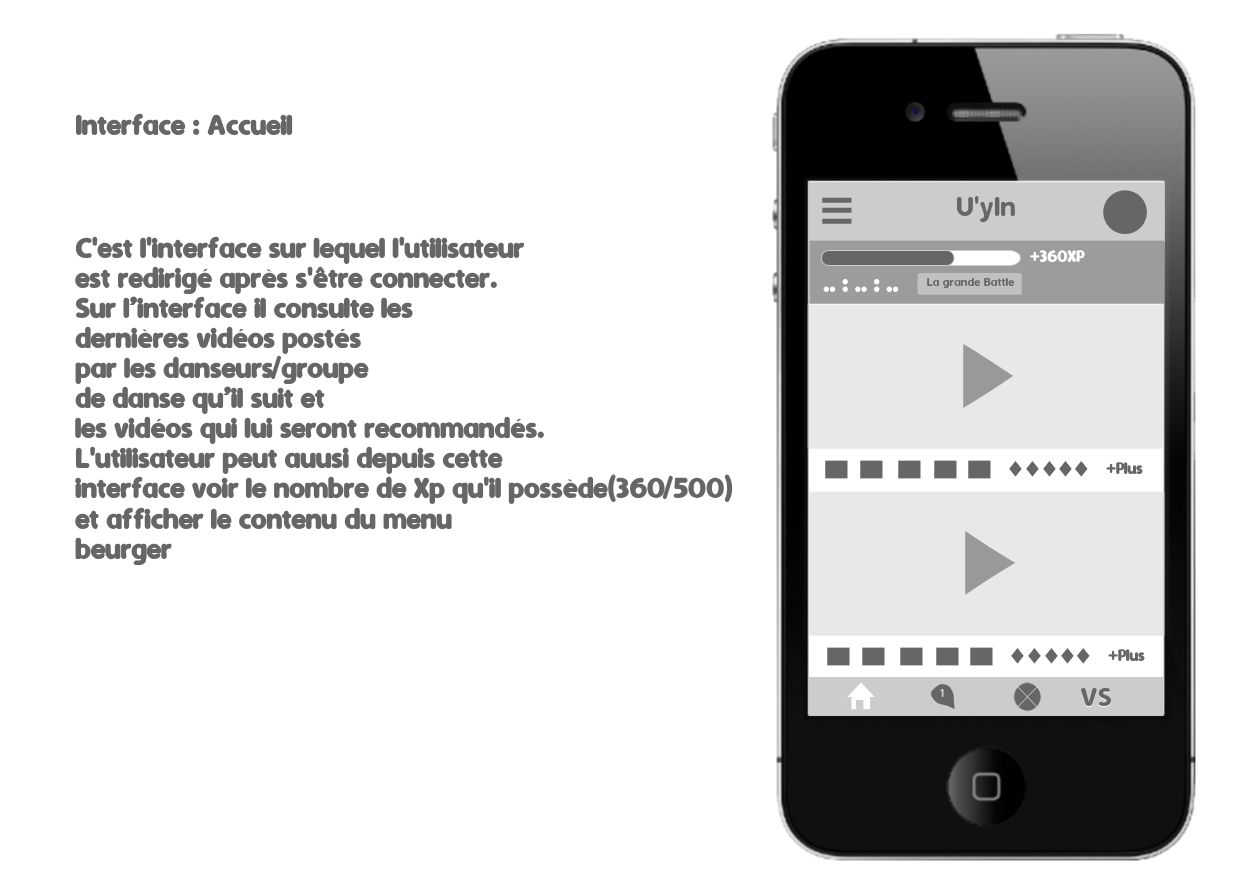 Interface : Accueil
C'est l'interface sur lequel l'utilisateur
est redirigé après s'être connecter.
Sur l’interface il consulte les
dernières vidéos postés
par les danseurs/groupe
de danse qu’il suit et
les vidéos qui lui seront recommandés.
L'utilisateur peut auusi depuis cette
interface voir le nombre de Xp qu'il possède(360/500)
et afficher le contenu du menu
beurger
U'yIn
+360XP
.. : .. : ..
La grande Battle
+Plus
+Plus
1
VS